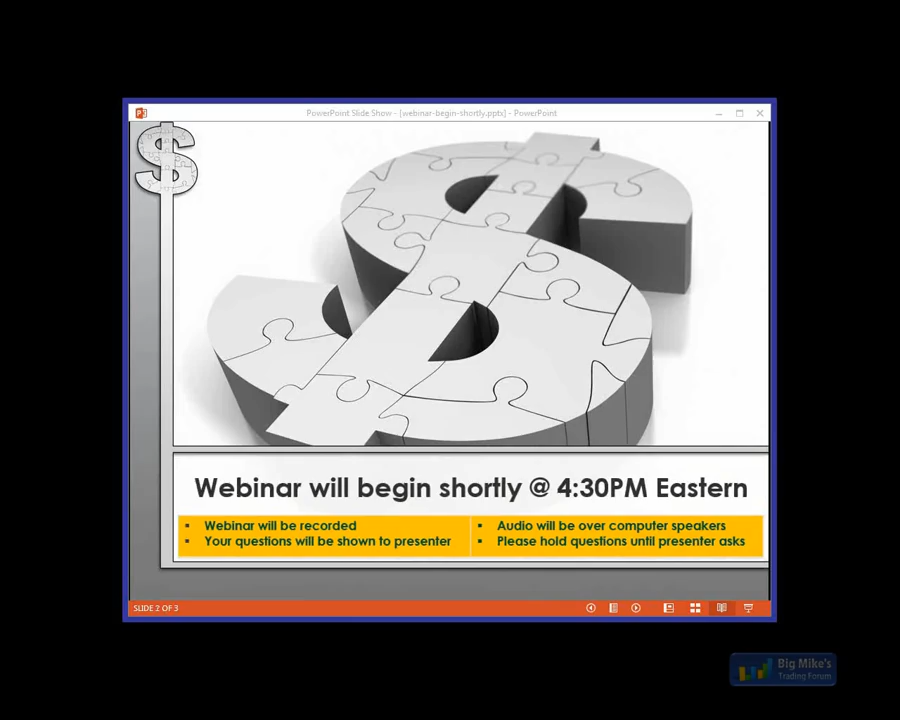 PowerPoint Slide Show - [webinar-begin-shortly.pptx] - PowerPoint
Webinar will begin shortly @ 4:30PM Eastern
▪ Webinar will be recorded
▪ Your questions will be shown to presenter
▪ Audio will be over computer speakers
▪ Please hold questions until presenter asks
SLIDE 2 OF 3
Big Mike's
Trading Forum